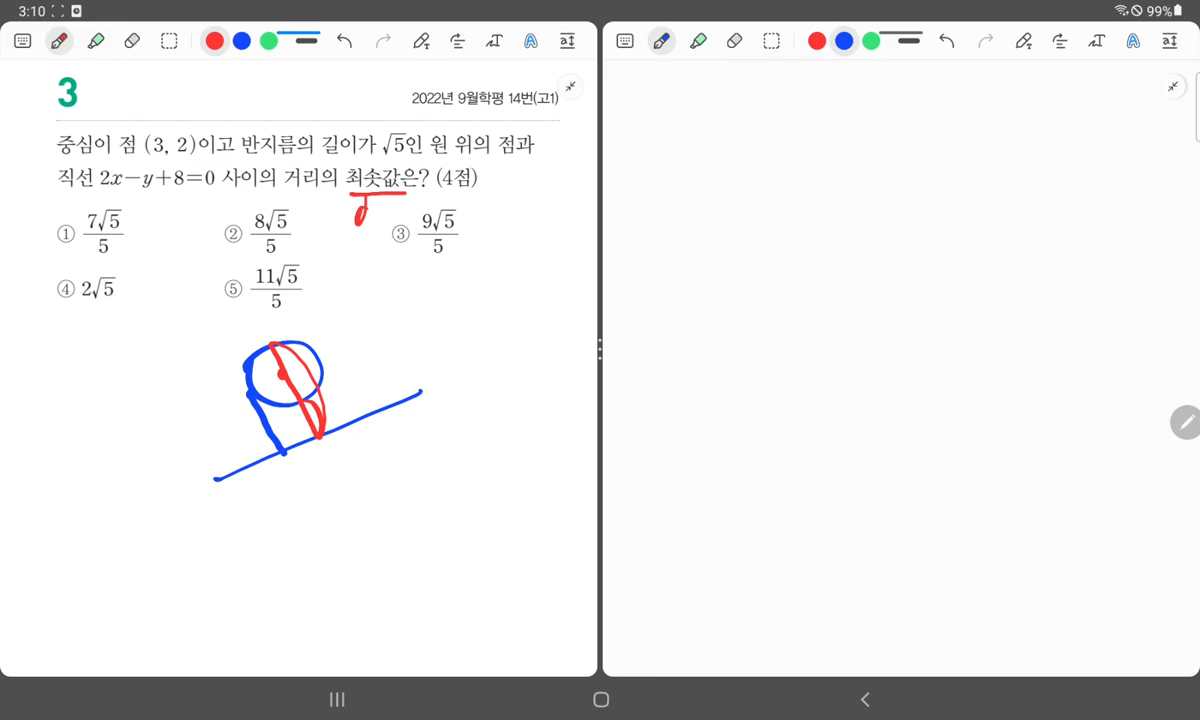 3:10
99%
3
2022년 9월학평 14번(고1)
중심이 점 (3, 2)이고 반지름의 길이가 √5인 원 위의 점과
직선 2x−y+8=0 사이의 거리의 최솟값은? (4점)
① 7√5/5 ② 8√5/5 ③ 9√5/5
④ 2√5 ⑤ 11√5/5